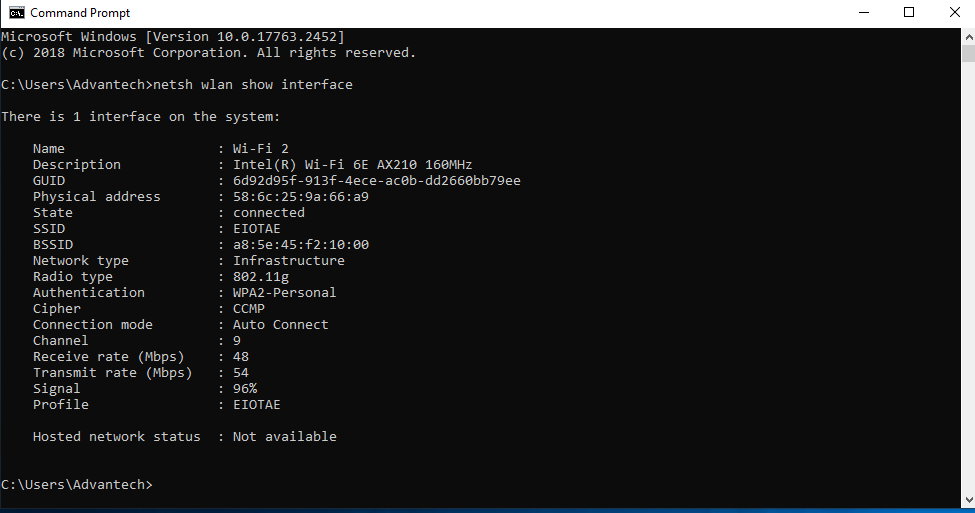 Command Prompt
Microsoft Windows [Version 10.0.17763.2452]
(c) 2018 Microsoft Corporation. All rights reserved.
C:\Users\Advantech>netsh wlan show interface
There is 1 interface on the system:
Name : Wi-Fi 2
Description : Intel(R) Wi-Fi 6E AX210 160MHz
GUID : 6d92d95f-913f-4ece-ac0b-dd2660bb79ee
Physical address : 58:6c:25:9a:66:a9
State : connected
SSID : EIOTAE
BSSID : a8:5e:45:f2:10:00
Network type : Infrastructure
Radio type : 802.11g
Authentication : WPA2-Personal
Cipher : CCMP
Connection mode : Auto Connect
Channel : 9
Receive rate (Mbps) : 48
Transmit rate (Mbps) : 54
Signal : 96%
Profile : EIOTAE
Hosted network status : Not available
C:\Users\Advantech>